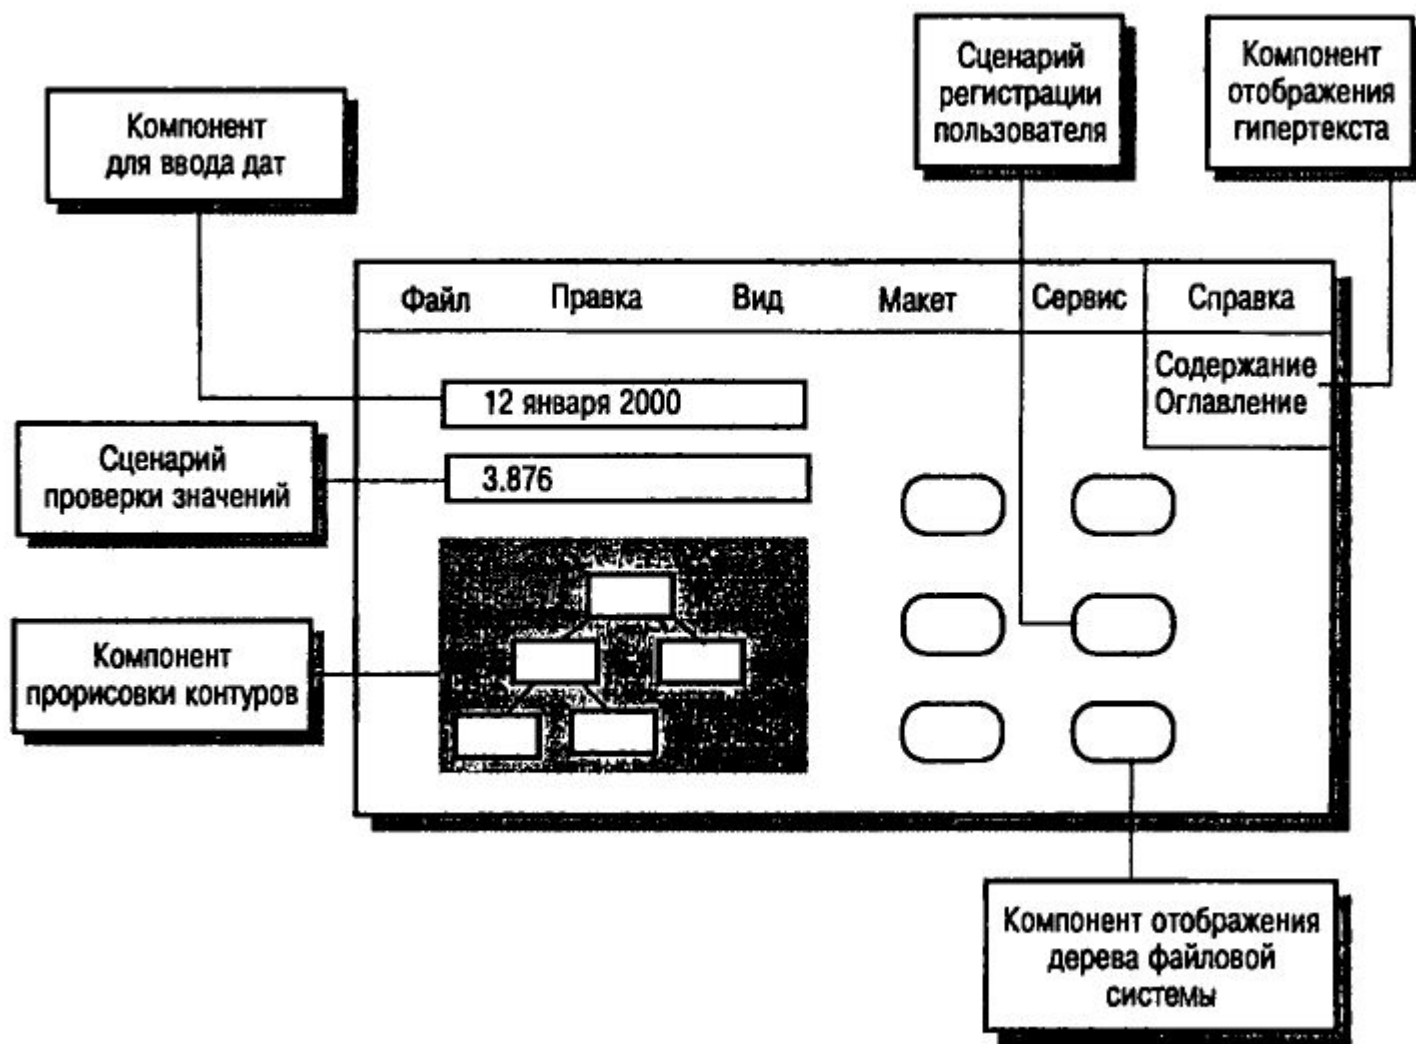 Сценарий
регистрации
пользователя
Компонент
отображения
гипертекста
Компонент
для ввода дат
Файл Правка Вид Макет Сервис Справка
Содержание
Оглавление
12 января 2000
Сценарий
проверки значений
3.876
Компонент
прорисовки контуров
Компонент отображения
дерева файловой
системы